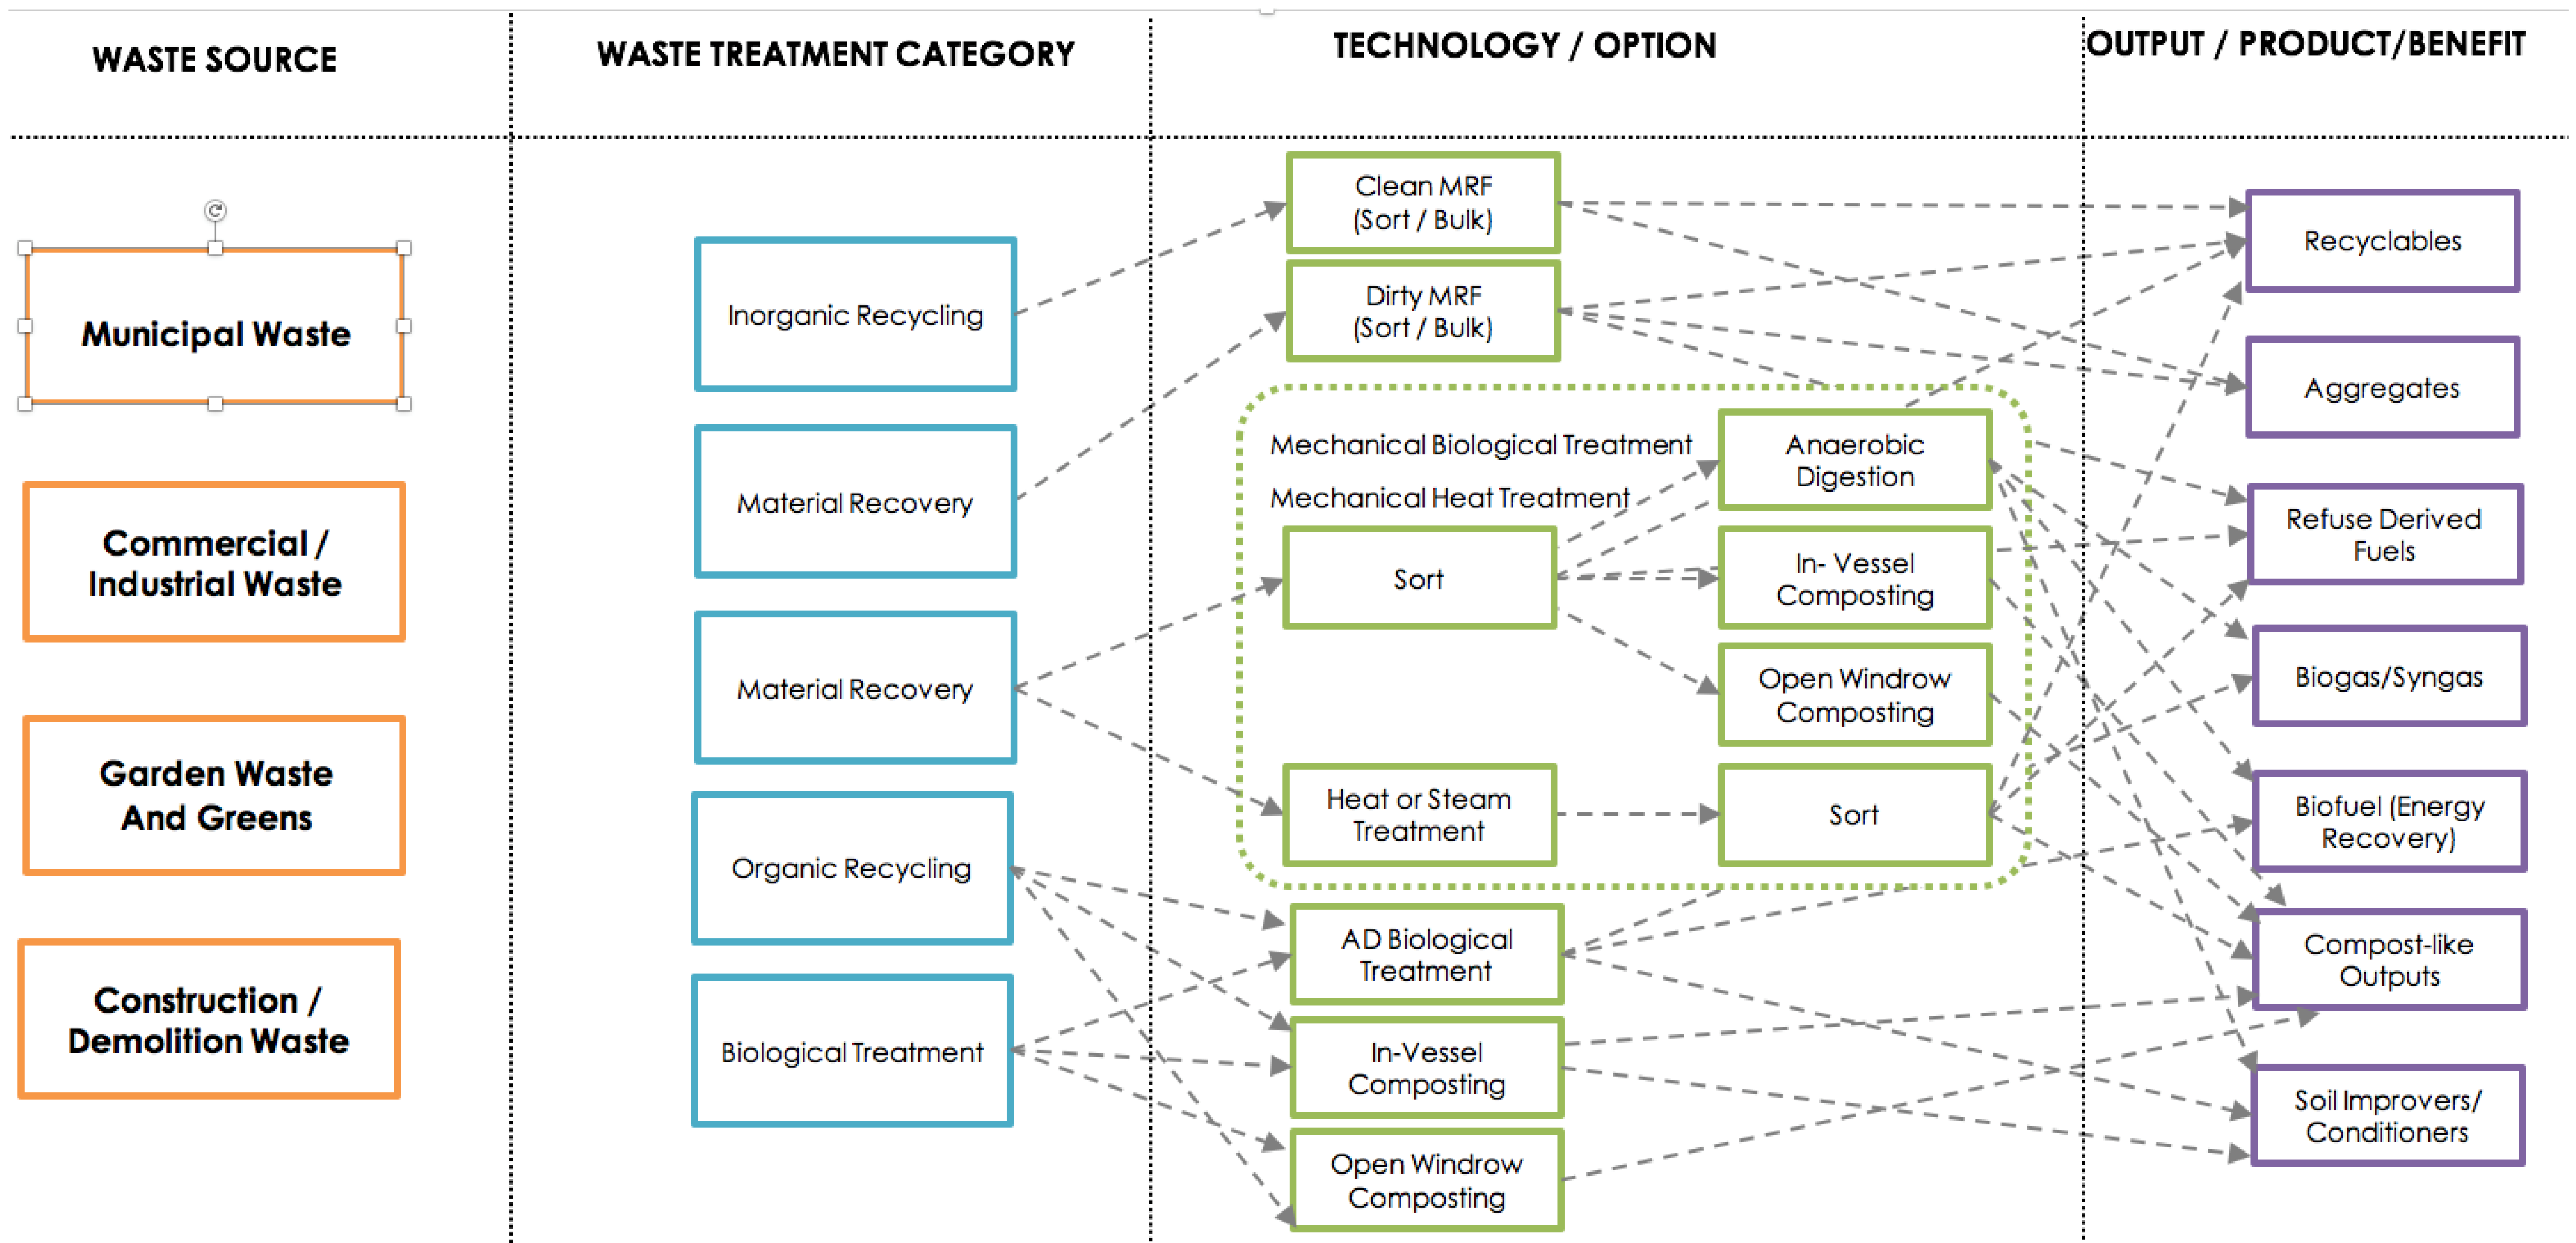 WASTE SOURCE
WASTE TREATMENT CATEGORY
TECHNOLOGY / OPTION
OUTPUT / PRODUCT/BENEFIT
Municipal Waste
Commercial /
Industrial Waste
Garden Waste
And Greens
Construction /
Demolition Waste
Inorganic Recycling
Material Recovery
Material Recovery
Organic Recycling
Biological Treatment
Clean MRF
(Sort / Bulk)
Dirty MRF
(Sort / Bulk)
Mechanical Biological Treatment
Mechanical Heat Treatment
Sort
Anaerobic
Digestion
In- Vessel
Composting
Open Windrow
Composting
Heat or Steam
Treatment
Sort
AD Biological
Treatment
In-Vessel
Composting
Open Windrow
Composting
Recyclables
Aggregates
Refuse Derived
Fuels
Biogas/Syngas
Biofuel (Energy
Recovery)
Compost-like
Outputs
Soil Improvers/
Conditioners